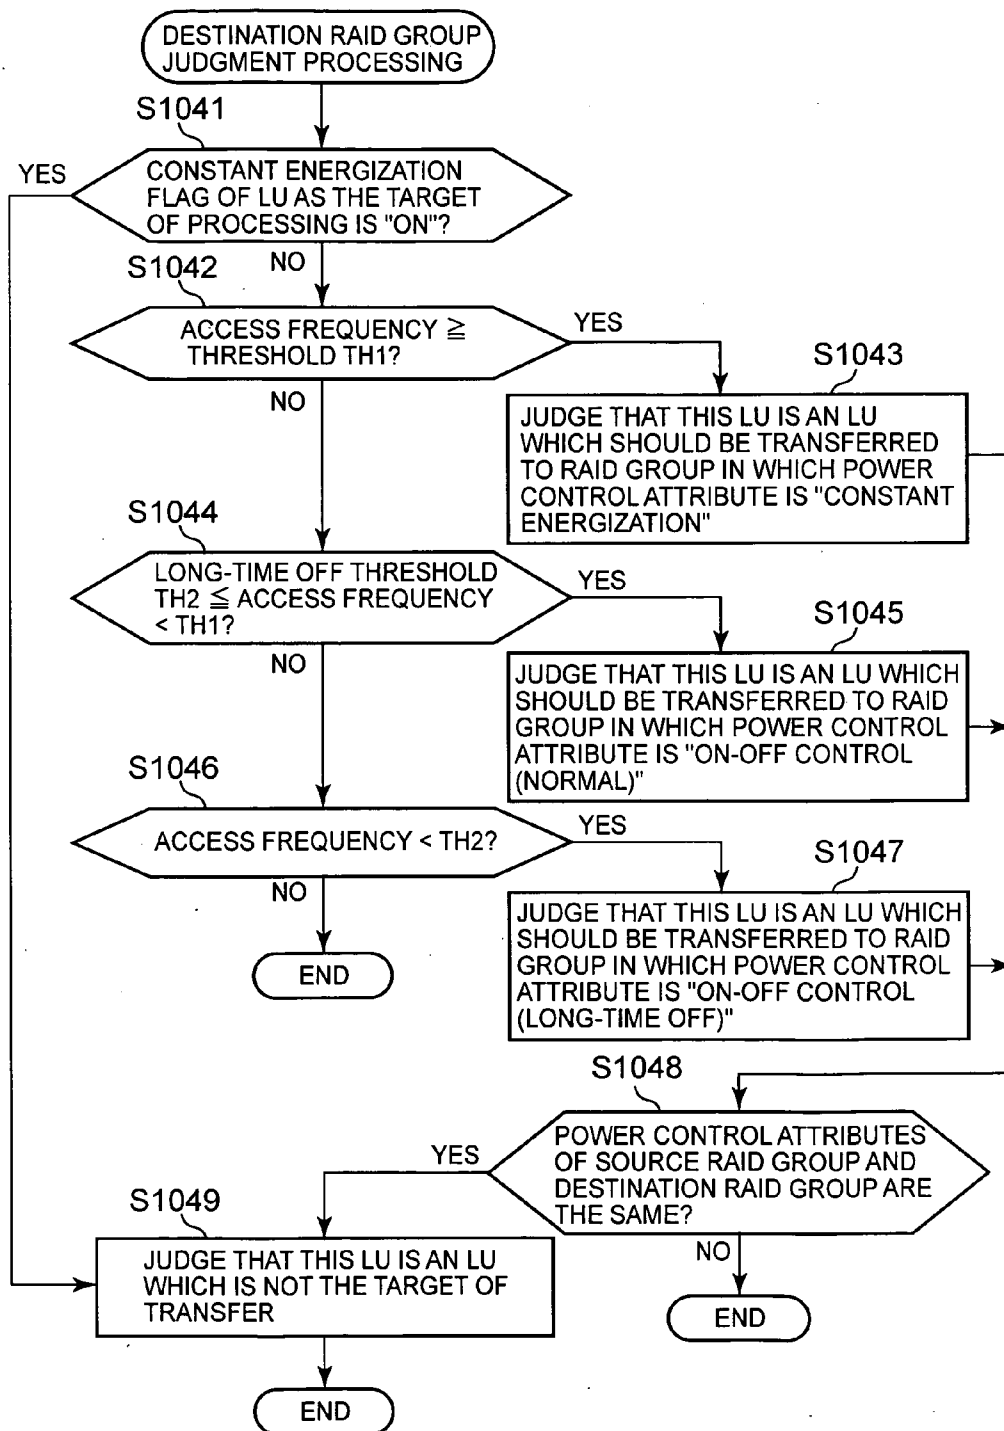 DESTINATION RAID GROUP
JUDGMENT PROCESSING
S1041
YES
CONSTANT ENERGIZATION
FLAG OF LU AS THE TARGET
OF PROCESSING IS "ON"?
NO
S1042
ACCESS FREQUENCY ≧
THRESHOLD TH1?
YES
NO
S1043
JUDGE THAT THIS LU IS AN LU
WHICH SHOULD BE TRANSFERRED
TO RAID GROUP IN WHICH POWER
CONTROL ATTRIBUTE IS "CONSTANT
ENERGIZATION"
S1044
LONG-TIME OFF THRESHOLD
TH2 ≦ ACCESS FREQUENCY
< TH1?
YES
NO
S1045
JUDGE THAT THIS LU IS AN LU WHICH
SHOULD BE TRANSFERRED TO RAID
GROUP IN WHICH POWER CONTROL
ATTRIBUTE IS "ON-OFF CONTROL
(NORMAL)"
S1046
ACCESS FREQUENCY < TH2?
YES
NO
END
S1047
JUDGE THAT THIS LU IS AN LU WHICH
SHOULD BE TRANSFERRED TO RAID
GROUP IN WHICH POWER CONTROL
ATTRIBUTE IS "ON-OFF CONTROL
(LONG-TIME OFF)"
S1048
POWER CONTROL ATTRIBUTES
OF SOURCE RAID GROUP AND
DESTINATION RAID GROUP ARE
THE SAME?
YES
NO
END
S1049
JUDGE THAT THIS LU IS AN LU
WHICH IS NOT THE TARGET OF
TRANSFER
END